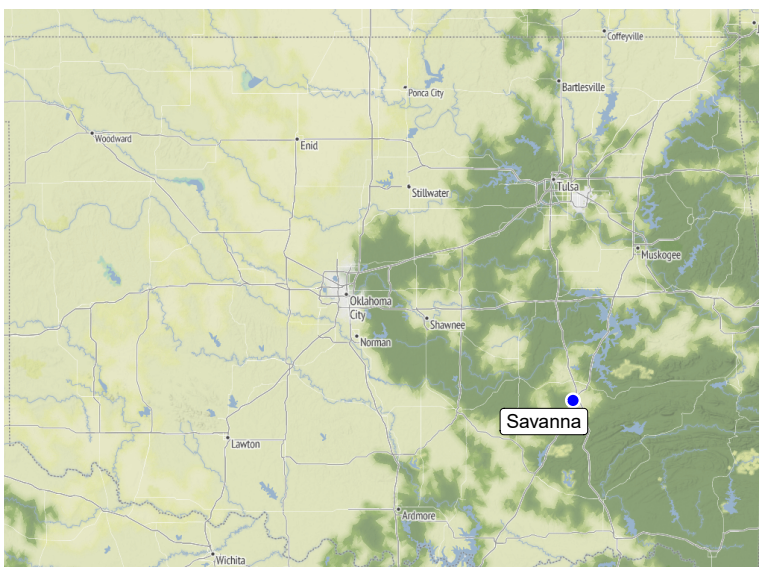 Coffeyville
Ponca City
Bartlesville
Woodward
Enid
Stillwater
Tulsa
Muskogee
Oklahoma
City
Shawnee
Norman
Savanna
Lawton
Ardmore
Wichita